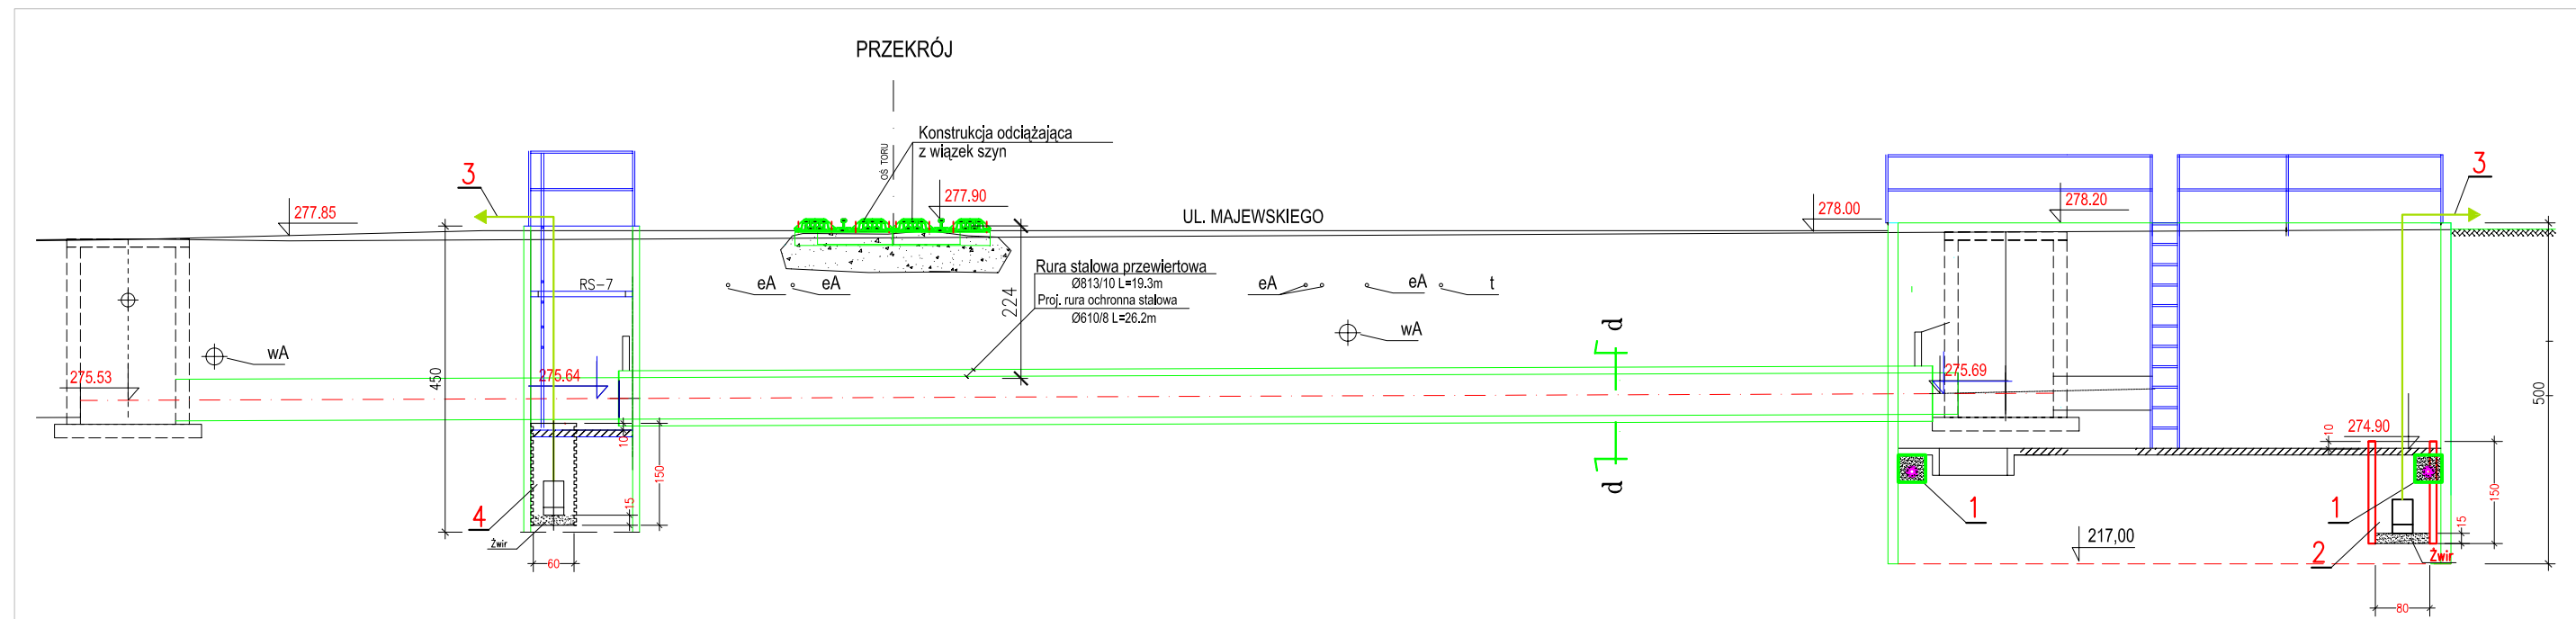 PRZEKRÓJ
Konstrukcja odciążająca
z wiązek szyn
OŚ TORU
3
277.85
277.90
UL. MAJEWSKIEGO
278.00
278.20
3
RS-7
eA
eA
Rura stalowa przewiertowa
Ø813/10 L=19.3m
Proj. rura ochronna stalowa
Ø610/8 L=26.2m
224
eA
eA
t
wA
wA
d
275.53
450
275.64
275.69
500
10
150
15
4
Żwir
60
d
10
274.90
150
15
1
1
217,00
2
Żwir
80